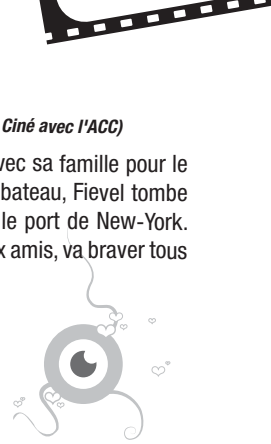 Ciné avec l'ACC)
vec sa famille pour le
bateau, Fievel tombe
le port de New-York.
x amis, va braver tous